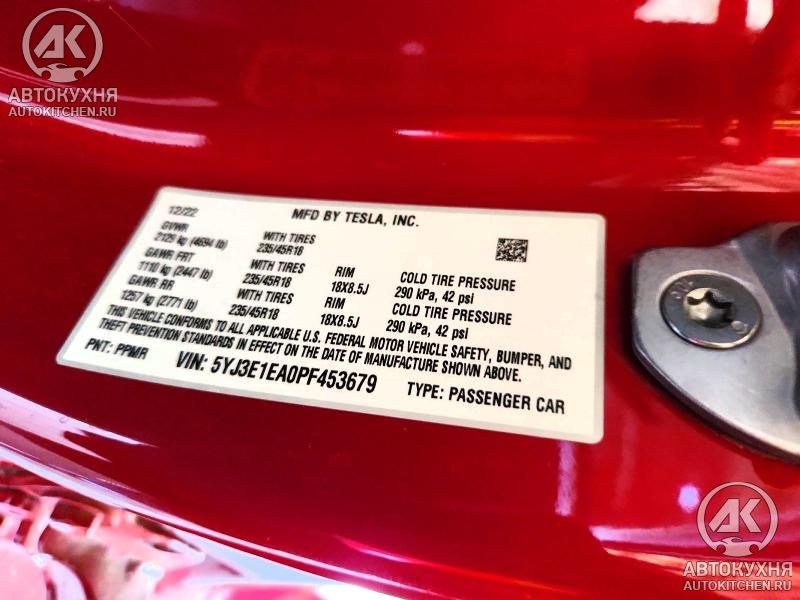 АК
АВТОКУХНЯ
AUTOKITCHEN.RU
12/22
MFD BY TESLA, INC.
GVWR
2129 kg (4694 lb)
WITH TIRES
235/45R18
GAWR FRT
1110 kg (2447 lb)
WITH TIRES
235/45R18
RIM
18X8.5J
COLD TIRE PRESSURE
290 kPa, 42 psi
GAWR RR
1257 kg (2771 lb)
WITH TIRES
235/45R18
RIM
18X8.5J
COLD TIRE PRESSURE
290 kPa, 42 psi
THIS VEHICLE CONFORMS TO ALL APPLICABLE U.S. FEDERAL MOTOR VEHICLE SAFETY, BUMPER, AND
THEFT PREVENTION STANDARDS IN EFFECT ON THE DATE OF MANUFACTURE SHOWN ABOVE.
PNT: PPMR
VIN: 5YJ3E1EA0PF453679
TYPE: PASSENGER CAR
АК
АВТОКУХНЯ
AUTOKITCHEN.RU